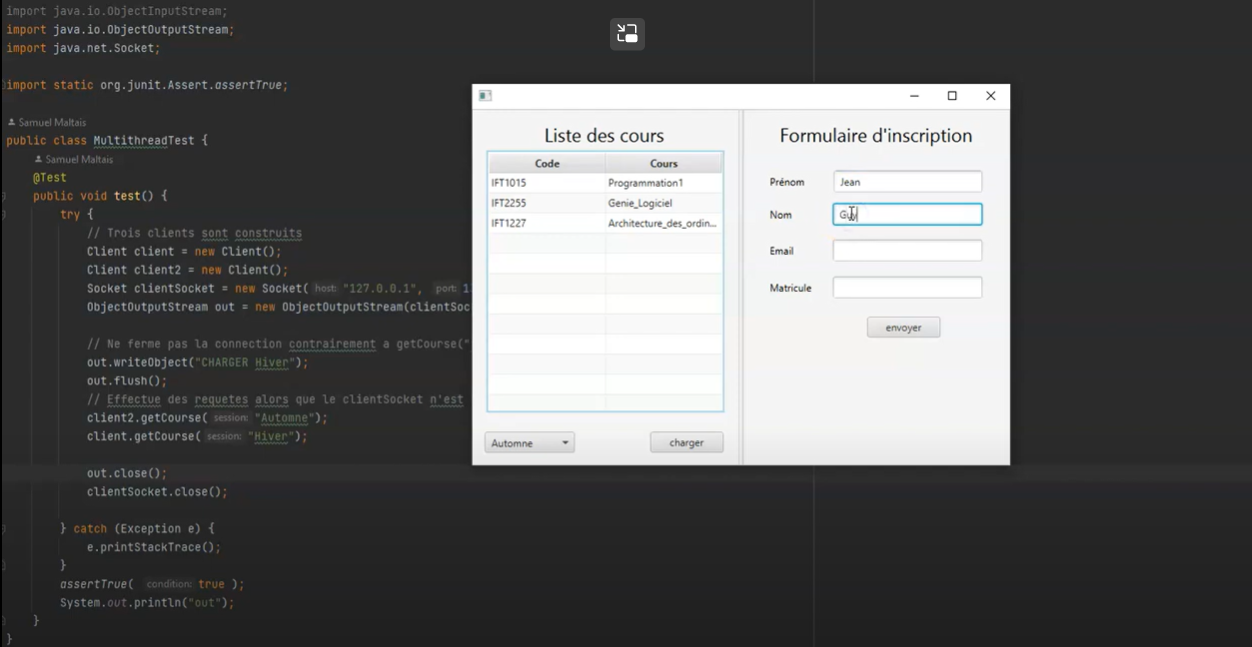 import java.io.ObjectInputStream;
import java.io.ObjectOutputStream;
import java.net.Socket;
import static org.junit.Assert.assertTrue;
Samuel Maltais
public class MultithreadTest {
Samuel Maltais
@Test
public void test() {
try {
// Trois clients sont construits
Client client = new Client();
Client client2 = new Client();
Socket clientSocket = new Socket( host: "127.0.0.1", port: 1
ObjectOutputStream out = new ObjectOutputStream(clientSoc
// Ne ferme pas la connection contrairement a getCourse("
out.writeObject("CHARGER Hiver");
out.flush();
// Effectue des requetes alors que le clientSocket n'est
client2.getCourse( session: "Automne");
client.getCourse( session: "Hiver");
out.close();
clientSocket.close();
} catch (Exception e) {
e.printStackTrace();
}
assertTrue( condition: true );
System.out.println("out");
}
}
Liste des cours
Code Cours
IFT1015 Programmation1
IFT2255 Genie_Logiciel
IFT1227 Architecture_des_ordin...
Automne charger
Formulaire d'inscription
Prénom Jean
Nom Guy
Email
Matricule
envoyer